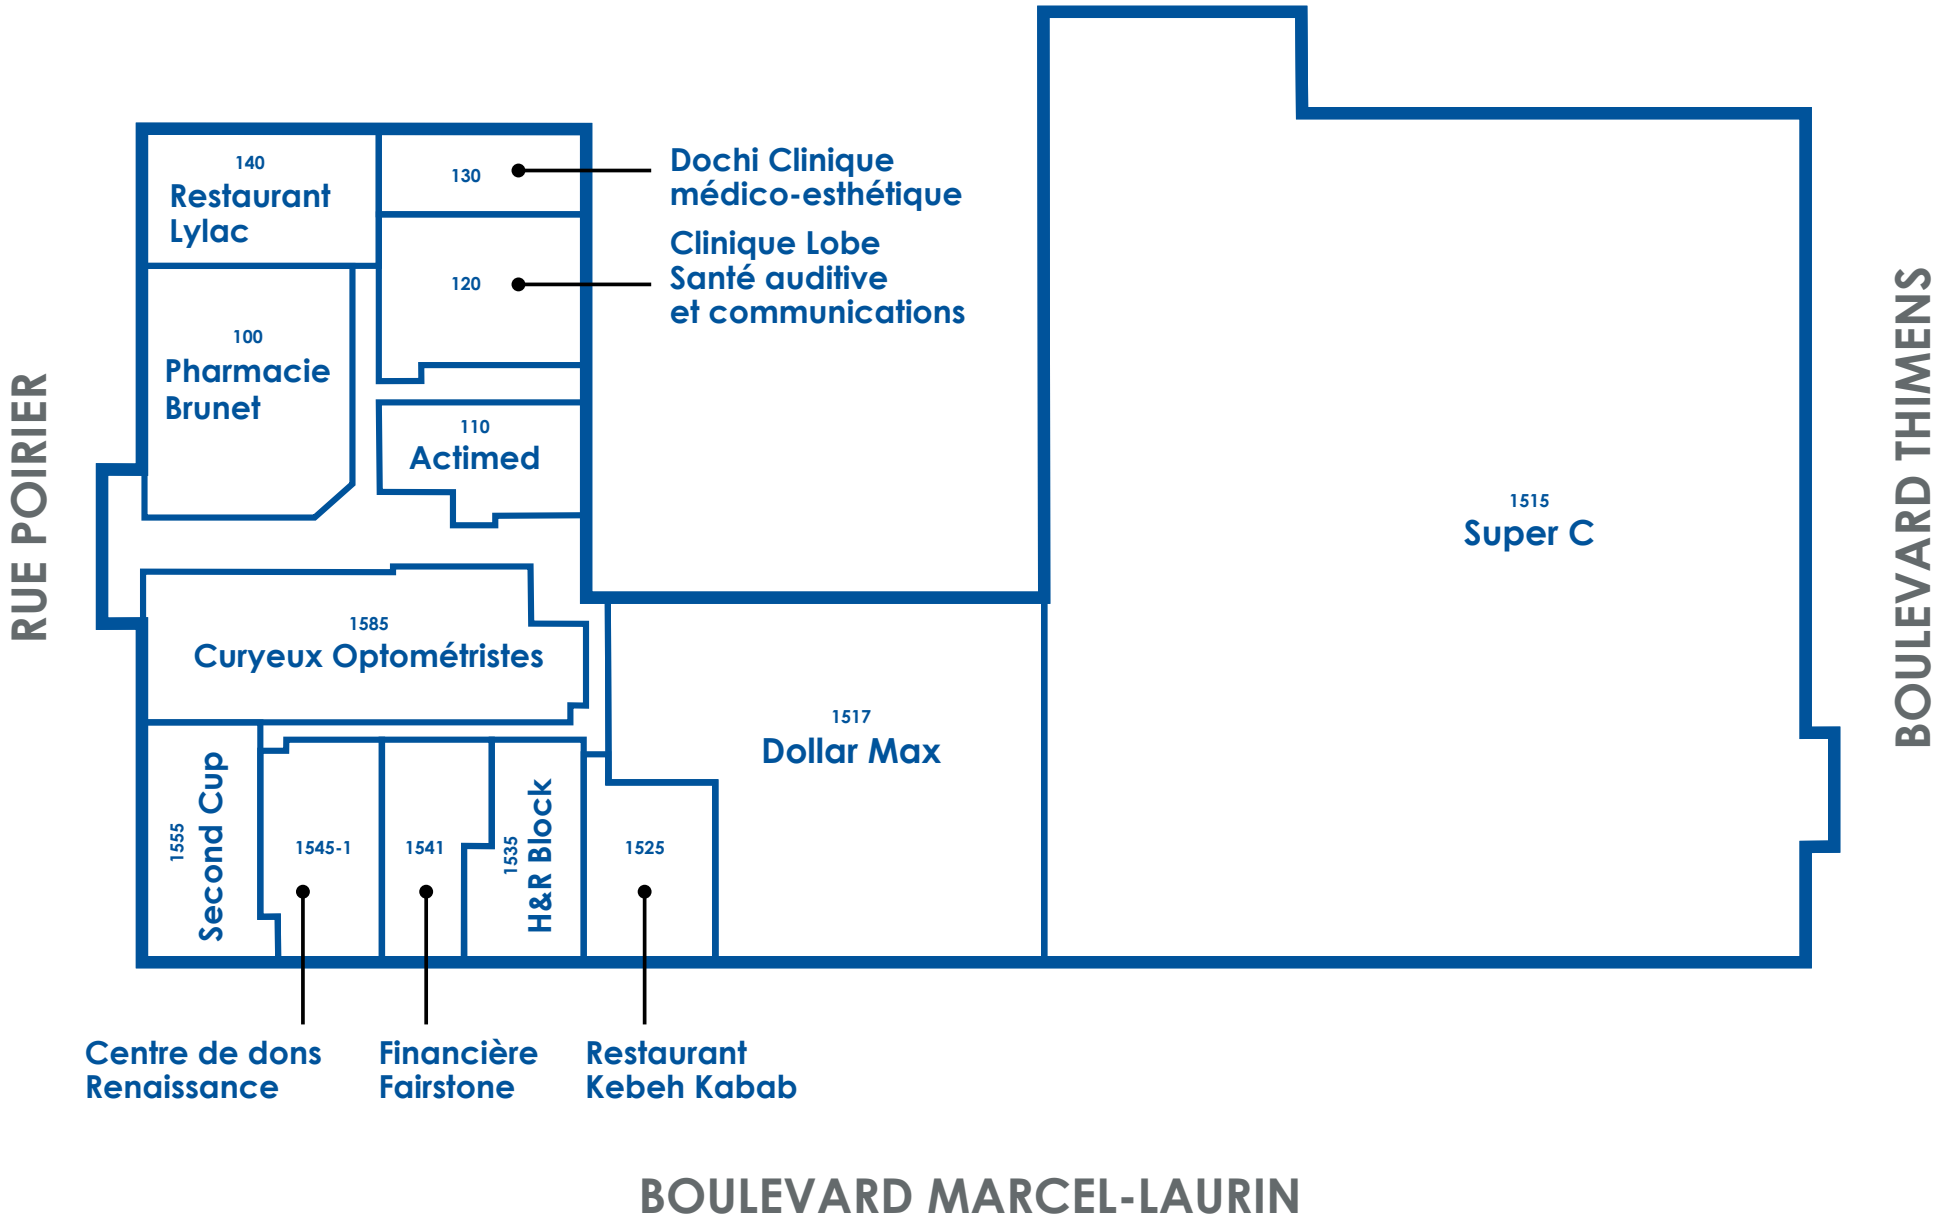 140
Restaurant
Lylac
130
Dochi Clinique
médico-esthétique
120
Clinique Lobe
Santé auditive
et communications
100
Pharmacie
Brunet
110
Actimed
RUE POIRIER
BOULEVARD THIMENS
1515
Super C
1585
Curyeux Optométristes
1517
Dollar Max
1555
Second Cup
1545-1
1541
1535
H&R Block
1525
Centre de dons
Renaissance
Financière
Fairstone
Restaurant
Kebeh Kabab
BOULEVARD MARCEL-LAURIN